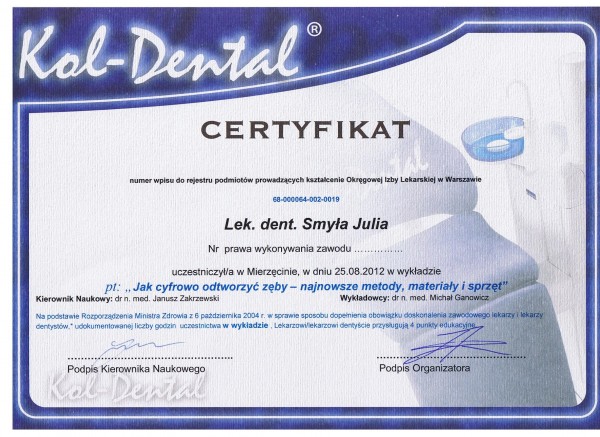 Kol-Dental®
CERTYFIKAT
numer wpisu do rejestru podmiotów prowadzących kształcenie Okręgowej Izby Lekarskiej w Warszawie
68-000064-002-0019
Lek. dent. Smyła Julia
Nr prawa wykonywania zawodu ……………
uczestniczył/a w Mierzęcinie, w dniu 25.08.2012 w wykładzie
pt: „Jak cyfrowo odtworzyć zęby – najnowsze metody, materiały i sprzęt”
Kierownik Naukowy: dr n. med. Janusz Zakrzewski Wykładowcy: dr n. med. Michał Ganowicz
Na podstawie Rozporządzenia Ministra Zdrowia z 6 października 2004 r. w sprawie sposobu dopełnienia obowiązku doskonalenia zawodowego lekarzy i lekarzy
dentystów,* udokumentowanej liczby godzin uczestnictwa w wykładzie , Lekarzowi/lekarzowi dentyście przysługują 4 punkty edukacyjne.
Podpis Kierownika Naukowego Podpis Organizatora
Kol-Dental